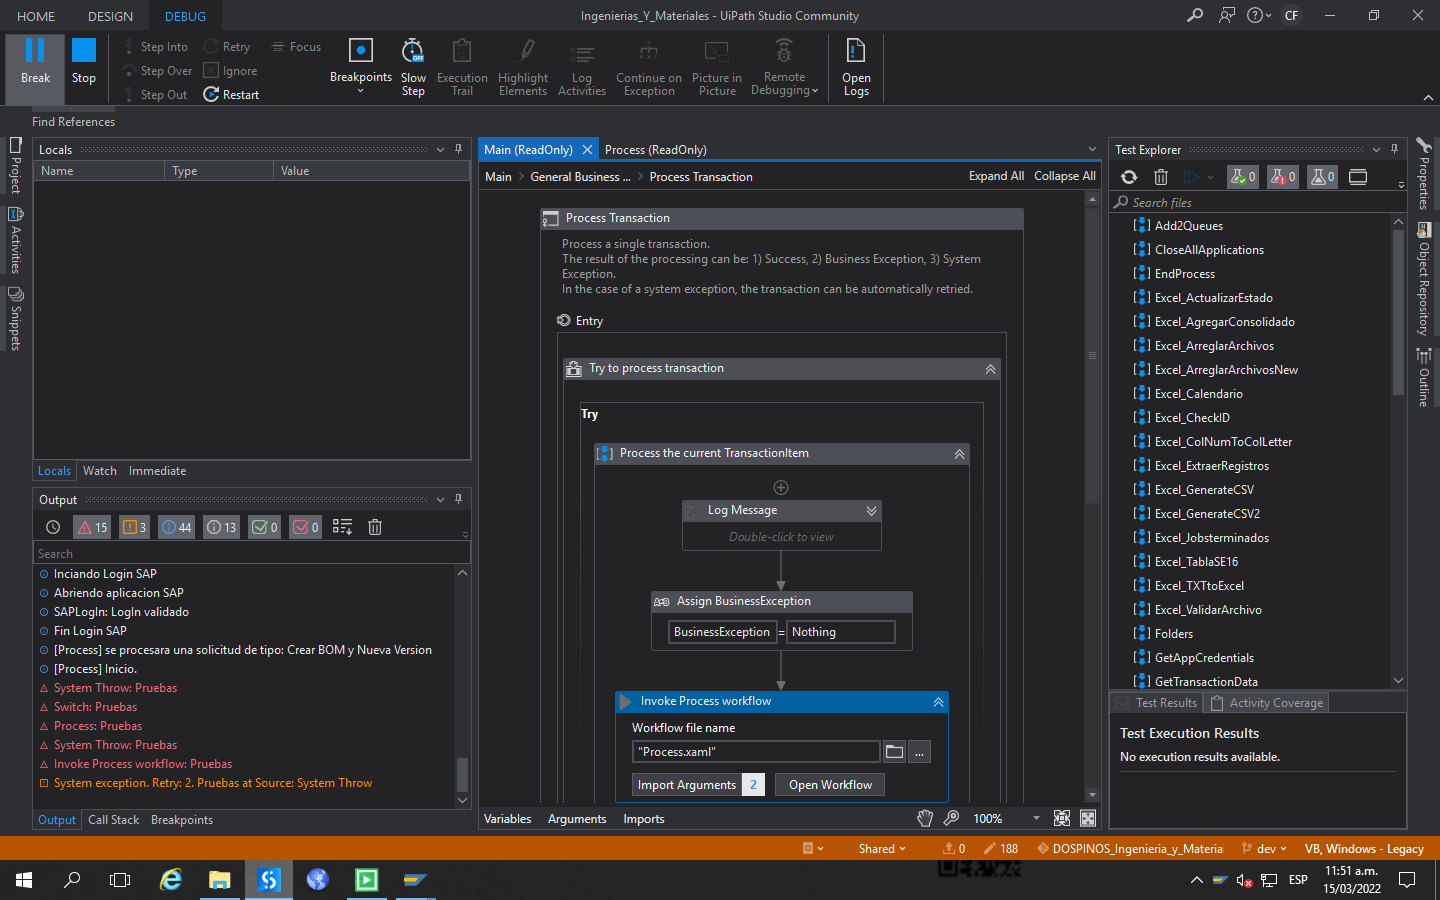 HOME DESIGN DEBUG
Ingenierias_Y_Materiales - UiPath Studio Community
CF
Break
Stop
Step Into
Step Over
Step Out
Retry
Ignore
Restart
Focus
Breakpoints
Slow Step
OFF
Execution Trail
Highlight Elements
Log Activities
Continue on Exception
Picture in Picture
Remote Debugging
Open Logs
Find References
Project
Activities
Snippets
Locals
Name Type Value
Locals Watch Immediate
Output
15 3 44 13 0 0
Search
Inciando Login SAP
Abriendo aplicacion SAP
SAPLogIn: LogIn validado
Fin Login SAP
[Process] se procesara una solicitud de tipo: Crear BOM y Nueva Version
[Process] Inicio.
System Throw: Pruebas
Switch: Pruebas
Process: Pruebas
System Throw: Pruebas
Invoke Process workflow: Pruebas
System exception. Retry: 2. Pruebas at Source: System Throw
Output Call Stack Breakpoints
Main (ReadOnly) Process (ReadOnly)
Main > General Business ... > Process Transaction
Expand All Collapse All
Process Transaction
Process a single transaction.
The result of the processing can be: 1) Success, 2) Business Exception, 3) System
Exception.
In the case of a system exception, the transaction can be automatically retried.
Entry
Try to process transaction
Try
Process the current TransactionItem
Log Message
Double-click to view
Assign BusinessException
BusinessException = Nothing
Invoke Process workflow
Workflow file name
"Process.xaml"
...
Import Arguments 2
Open Workflow
Variables Arguments Imports
100%
Test Explorer
0 0 0
Search files
Add2Queues
CloseAllApplications
EndProcess
Excel_ActualizarEstado
Excel_AgregarConsolidado
Excel_ArreglarArchivos
Excel_ArreglarArchivosNew
Excel_Calendario
Excel_CheckID
Excel_ColNumToColLetter
Excel_ExtraerRegistros
Excel_GenerateCSV
Excel_GenerateCSV2
Excel_Jobsterminados
Excel_TablaSE16
Excel_TXTtoExcel
Excel_ValidarArchivo
Folders
GetAppCredentials
GetTransactionData
Test Results Activity Coverage
Test Execution Results
No execution results available.
Properties
Object Repository
Outline
Shared
0
188
DOSPINOS_Ingenieria_y_Materia
dev
VB, Windows - Legacy
ESP
11:51 a.m.
15/03/2022